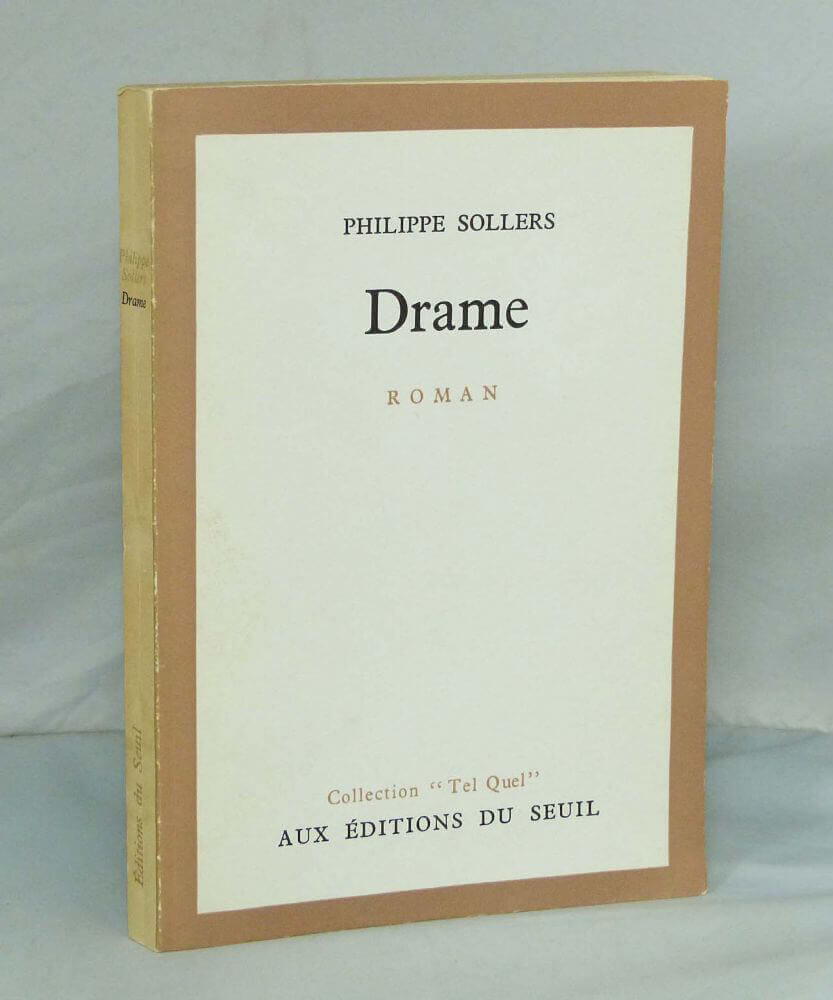 PHILIPPE SOLLERS
Drame
ROMAN
Collection “Tel Quel”
AUX ÉDITIONS DU SEUIL
Philippe
Sollers
Drame
Éditions du Seuil